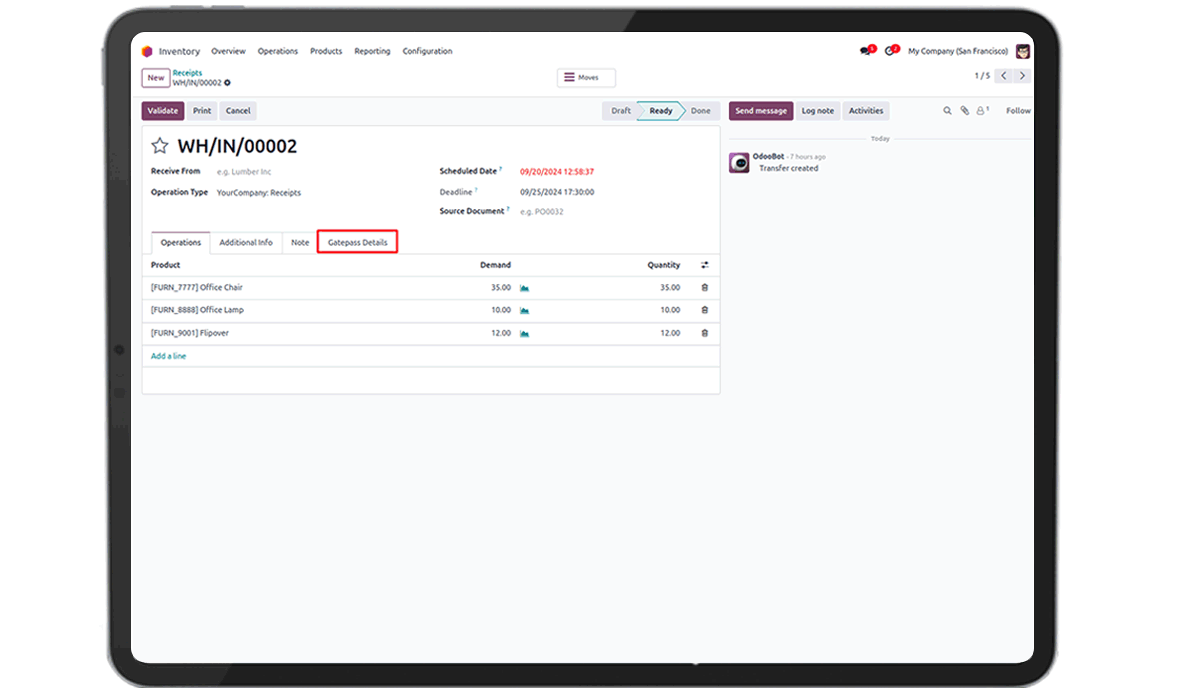 Inventory Overview Operations Products Reporting Configuration 5 2 My Company (San Francisco)
New Receipts Moves 1 / 5
WH/IN/00002
Validate Print Cancel Draft Ready Done Send message Log note Activities 1 Follow
Today
WH/IN/00002
OdooBot - 7 hours ago
Transfer created
Receive From e.g. Lumber Inc Scheduled Date ? 09/20/2024 12:58:37
Operation Type YourCompany: Receipts Deadline ? 09/25/2024 17:30:00
Source Document ? e.g. PO0032
Operations Additional Info Note Gatepass Details
Product Demand Quantity
[FURN_7777] Office Chair 35.00 35.00
[FURN_8888] Office Lamp 10.00 10.00
[FURN_9001] Flipover 12.00 12.00
Add a line